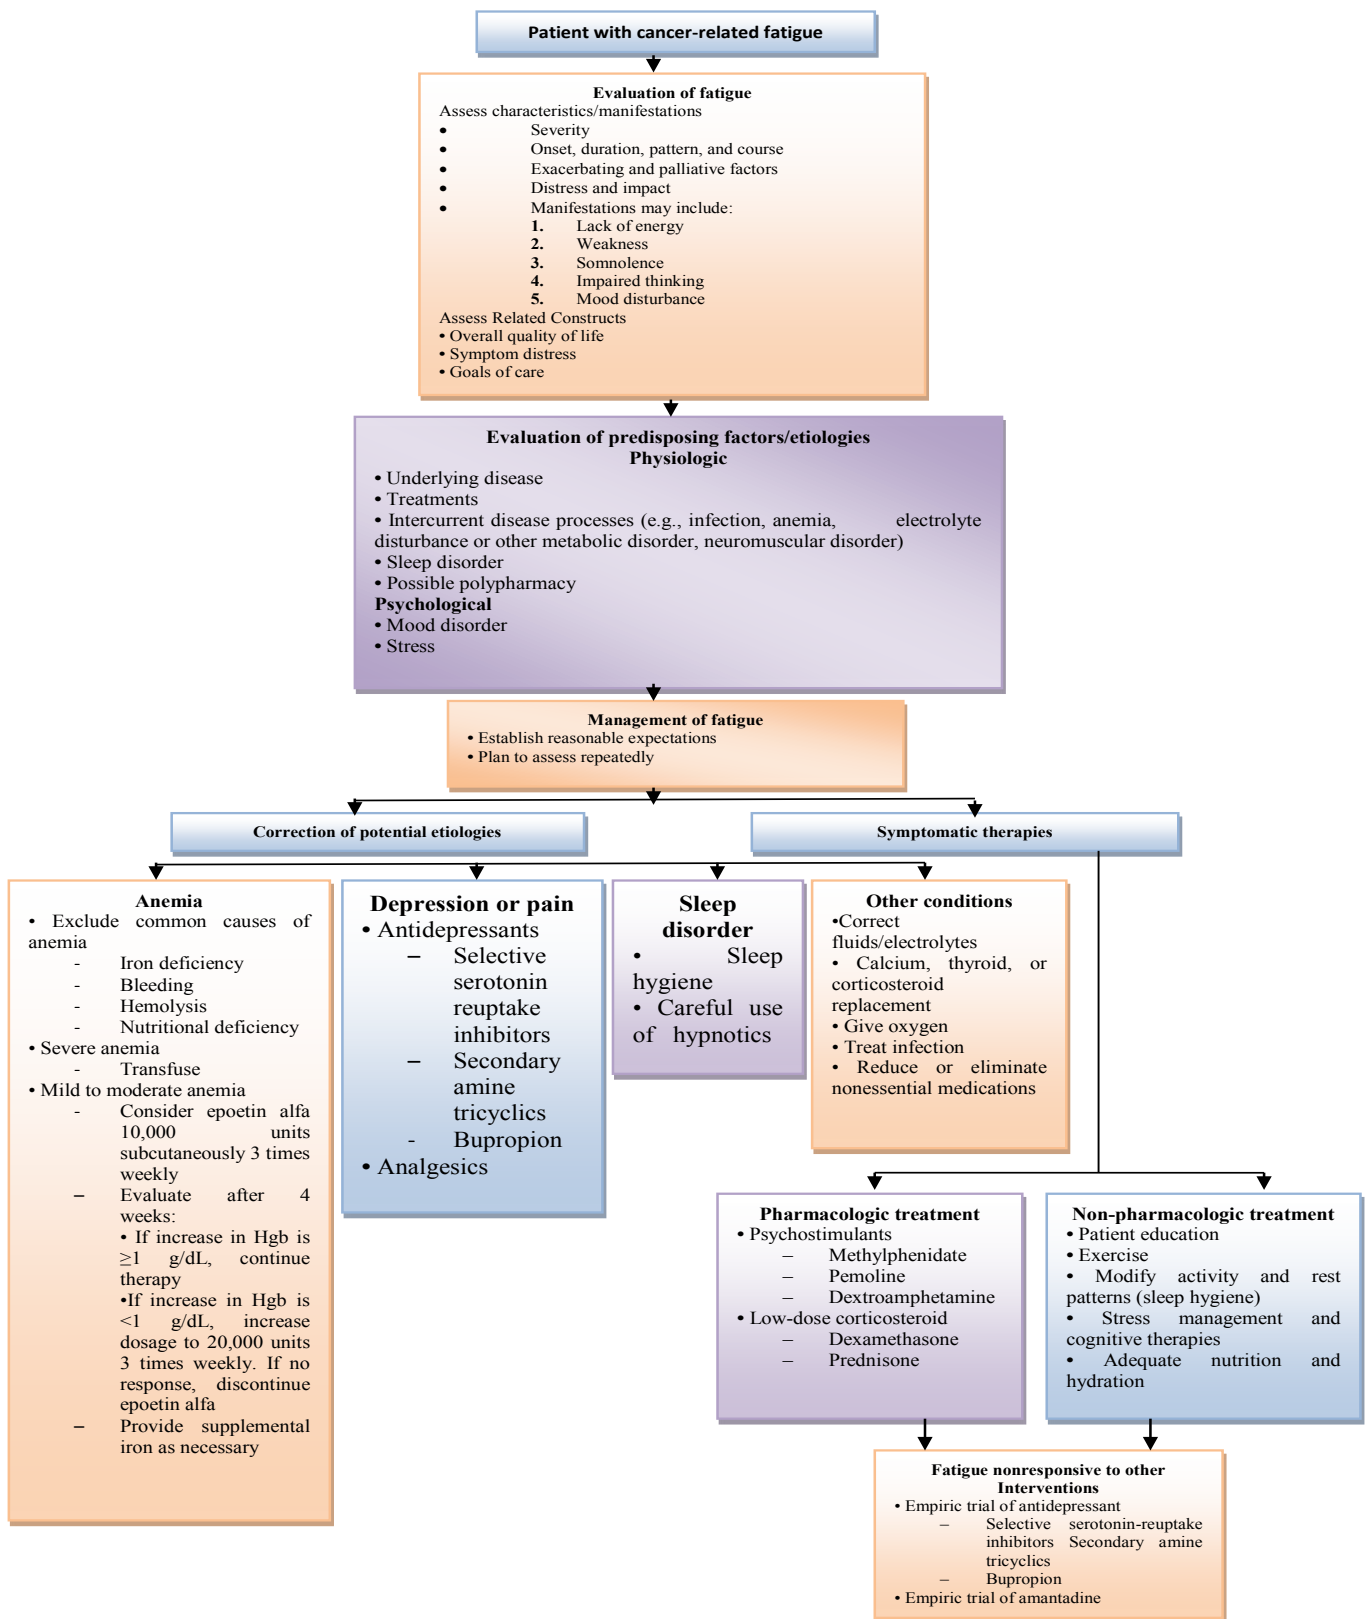 Patient with cancer-related fatigue
Evaluation of fatigue
Assess characteristics/manifestations
• Severity
• Onset, duration, pattern, and course
• Exacerbating and palliative factors
• Distress and impact
• Manifestations may include:
1. Lack of energy
2. Weakness
3. Somnolence
4. Impaired thinking
5. Mood disturbance
Assess Related Constructs
• Overall quality of life
• Symptom distress
• Goals of care
Evaluation of predisposing factors/etiologies
Physiologic
• Underlying disease
• Treatments
• Intercurrent disease processes (e.g., infection, anemia, electrolyte
disturbance or other metabolic disorder, neuromuscular disorder)
• Sleep disorder
• Possible polypharmacy
Psychological
• Mood disorder
• Stress
Management of fatigue
• Establish reasonable expectations
• Plan to assess repeatedly
Correction of potential etiologies
Symptomatic therapies
Anemia
• Exclude common causes of
anemia
- Iron deficiency
- Bleeding
- Hemolysis
- Nutritional deficiency
• Severe anemia
- Transfuse
• Mild to moderate anemia
- Consider epoetin alfa
10,000 units
subcutaneously 3 times
weekly
– Evaluate after 4
weeks:
• If increase in Hgb is
≥1 g/dL, continue
therapy
•If increase in Hgb is
<1 g/dL, increase
dosage to 20,000 units
3 times weekly. If no
response, discontinue
epoetin alfa
– Provide supplemental
iron as necessary
Depression or pain
• Antidepressants
– Selective
serotonin
reuptake
inhibitors
– Secondary
amine
tricyclics
- Bupropion
• Analgesics
Sleep
disorder
• Sleep
hygiene
• Careful use
of hypnotics
Other conditions
•Correct
fluids/electrolytes
• Calcium, thyroid, or
corticosteroid
replacement
• Give oxygen
• Treat infection
• Reduce or eliminate
nonessential medications
Pharmacologic treatment
• Psychostimulants
– Methylphenidate
– Pemoline
– Dextroamphetamine
• Low-dose corticosteroid
– Dexamethasone
– Prednisone
Non-pharmacologic treatment
• Patient education
• Exercise
• Modify activity and rest
patterns (sleep hygiene)
• Stress management and
cognitive therapies
• Adequate nutrition and
hydration
Fatigue nonresponsive to other
Interventions
• Empiric trial of antidepressant
– Selective serotonin-reuptake
inhibitors Secondary amine
tricyclics
– Bupropion
• Empiric trial of amantadine